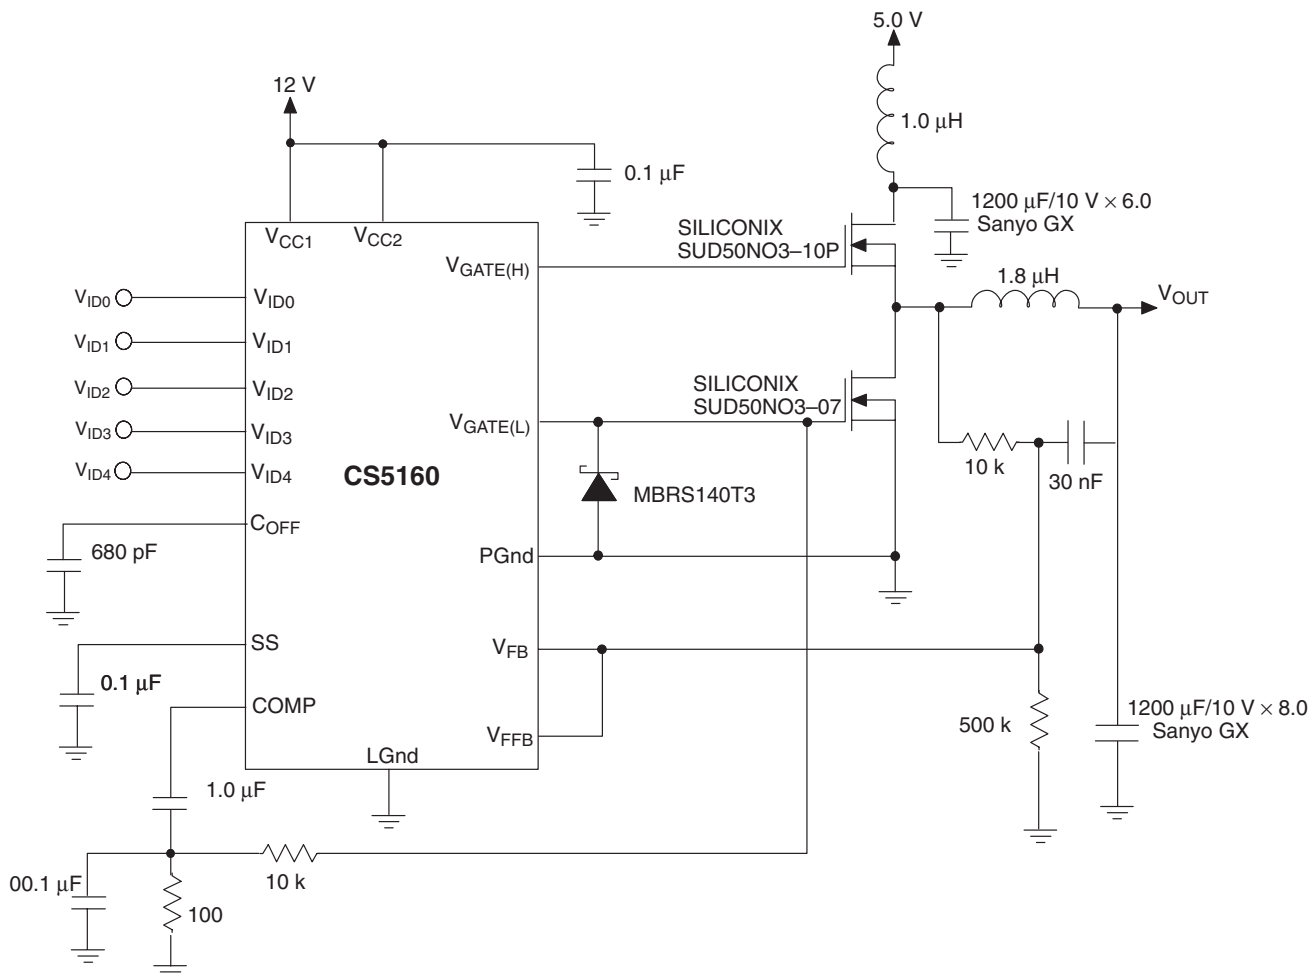 5.0 V
12 V
1.0 μH
0.1 μF
1200 μF/10 V × 6.0
Sanyo GX
SILICONIX
SUD50NO3–10P
VCC1
VCC2
VGATE(H)
1.8 μH
VOUT
VID0
VID0
VID1
VID1
VID2
VID2
VID3
VID3
VID4
VID4
SILICONIX
SUD50NO3–07
VGATE(L)
CS5160
10 k
30 nF
MBRS140T3
COFF
680 pF
PGnd
SS
0.1 μF
VFB
COMP
VFFB
500 k
1200 μF/10 V × 8.0
Sanyo GX
LGnd
1.0 μF
10 k
00.1 μF
100